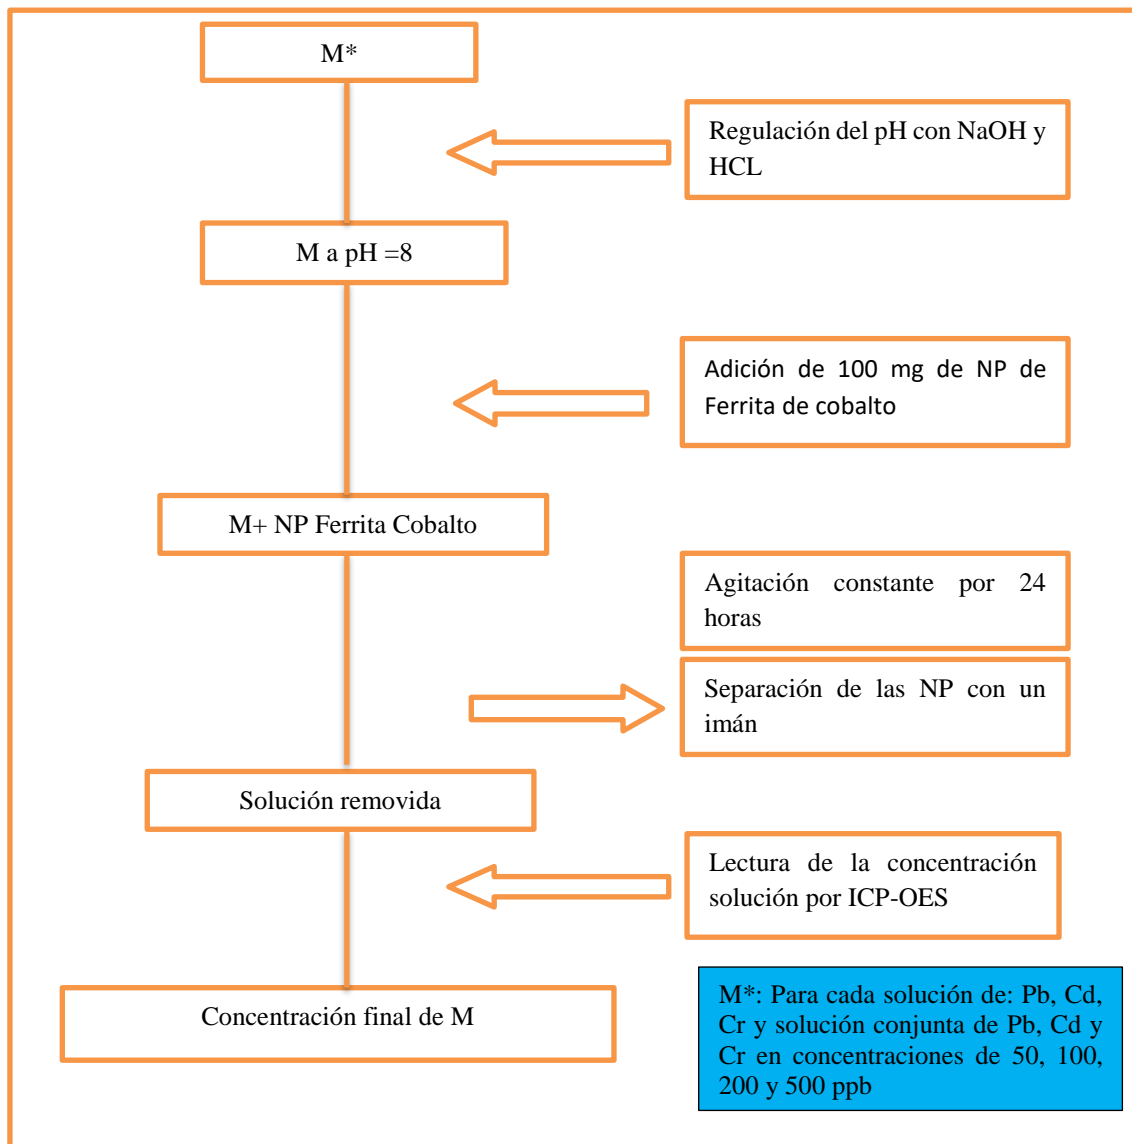 M*
Regulación del pH con NaOH y
HCL
M a pH =8
Adición de 100 mg de NP de
Ferrita de cobalto
M+ NP Ferrita Cobalto
Agitación constante por 24
horas
Separación de las NP con un
imán
Solución removida
Lectura de la concentración
solución por ICP-OES
Concentración final de M
M*: Para cada solución de: Pb, Cd,
Cr y solución conjunta de Pb, Cd y
Cr en concentraciones de 50, 100,
200 y 500 ppb